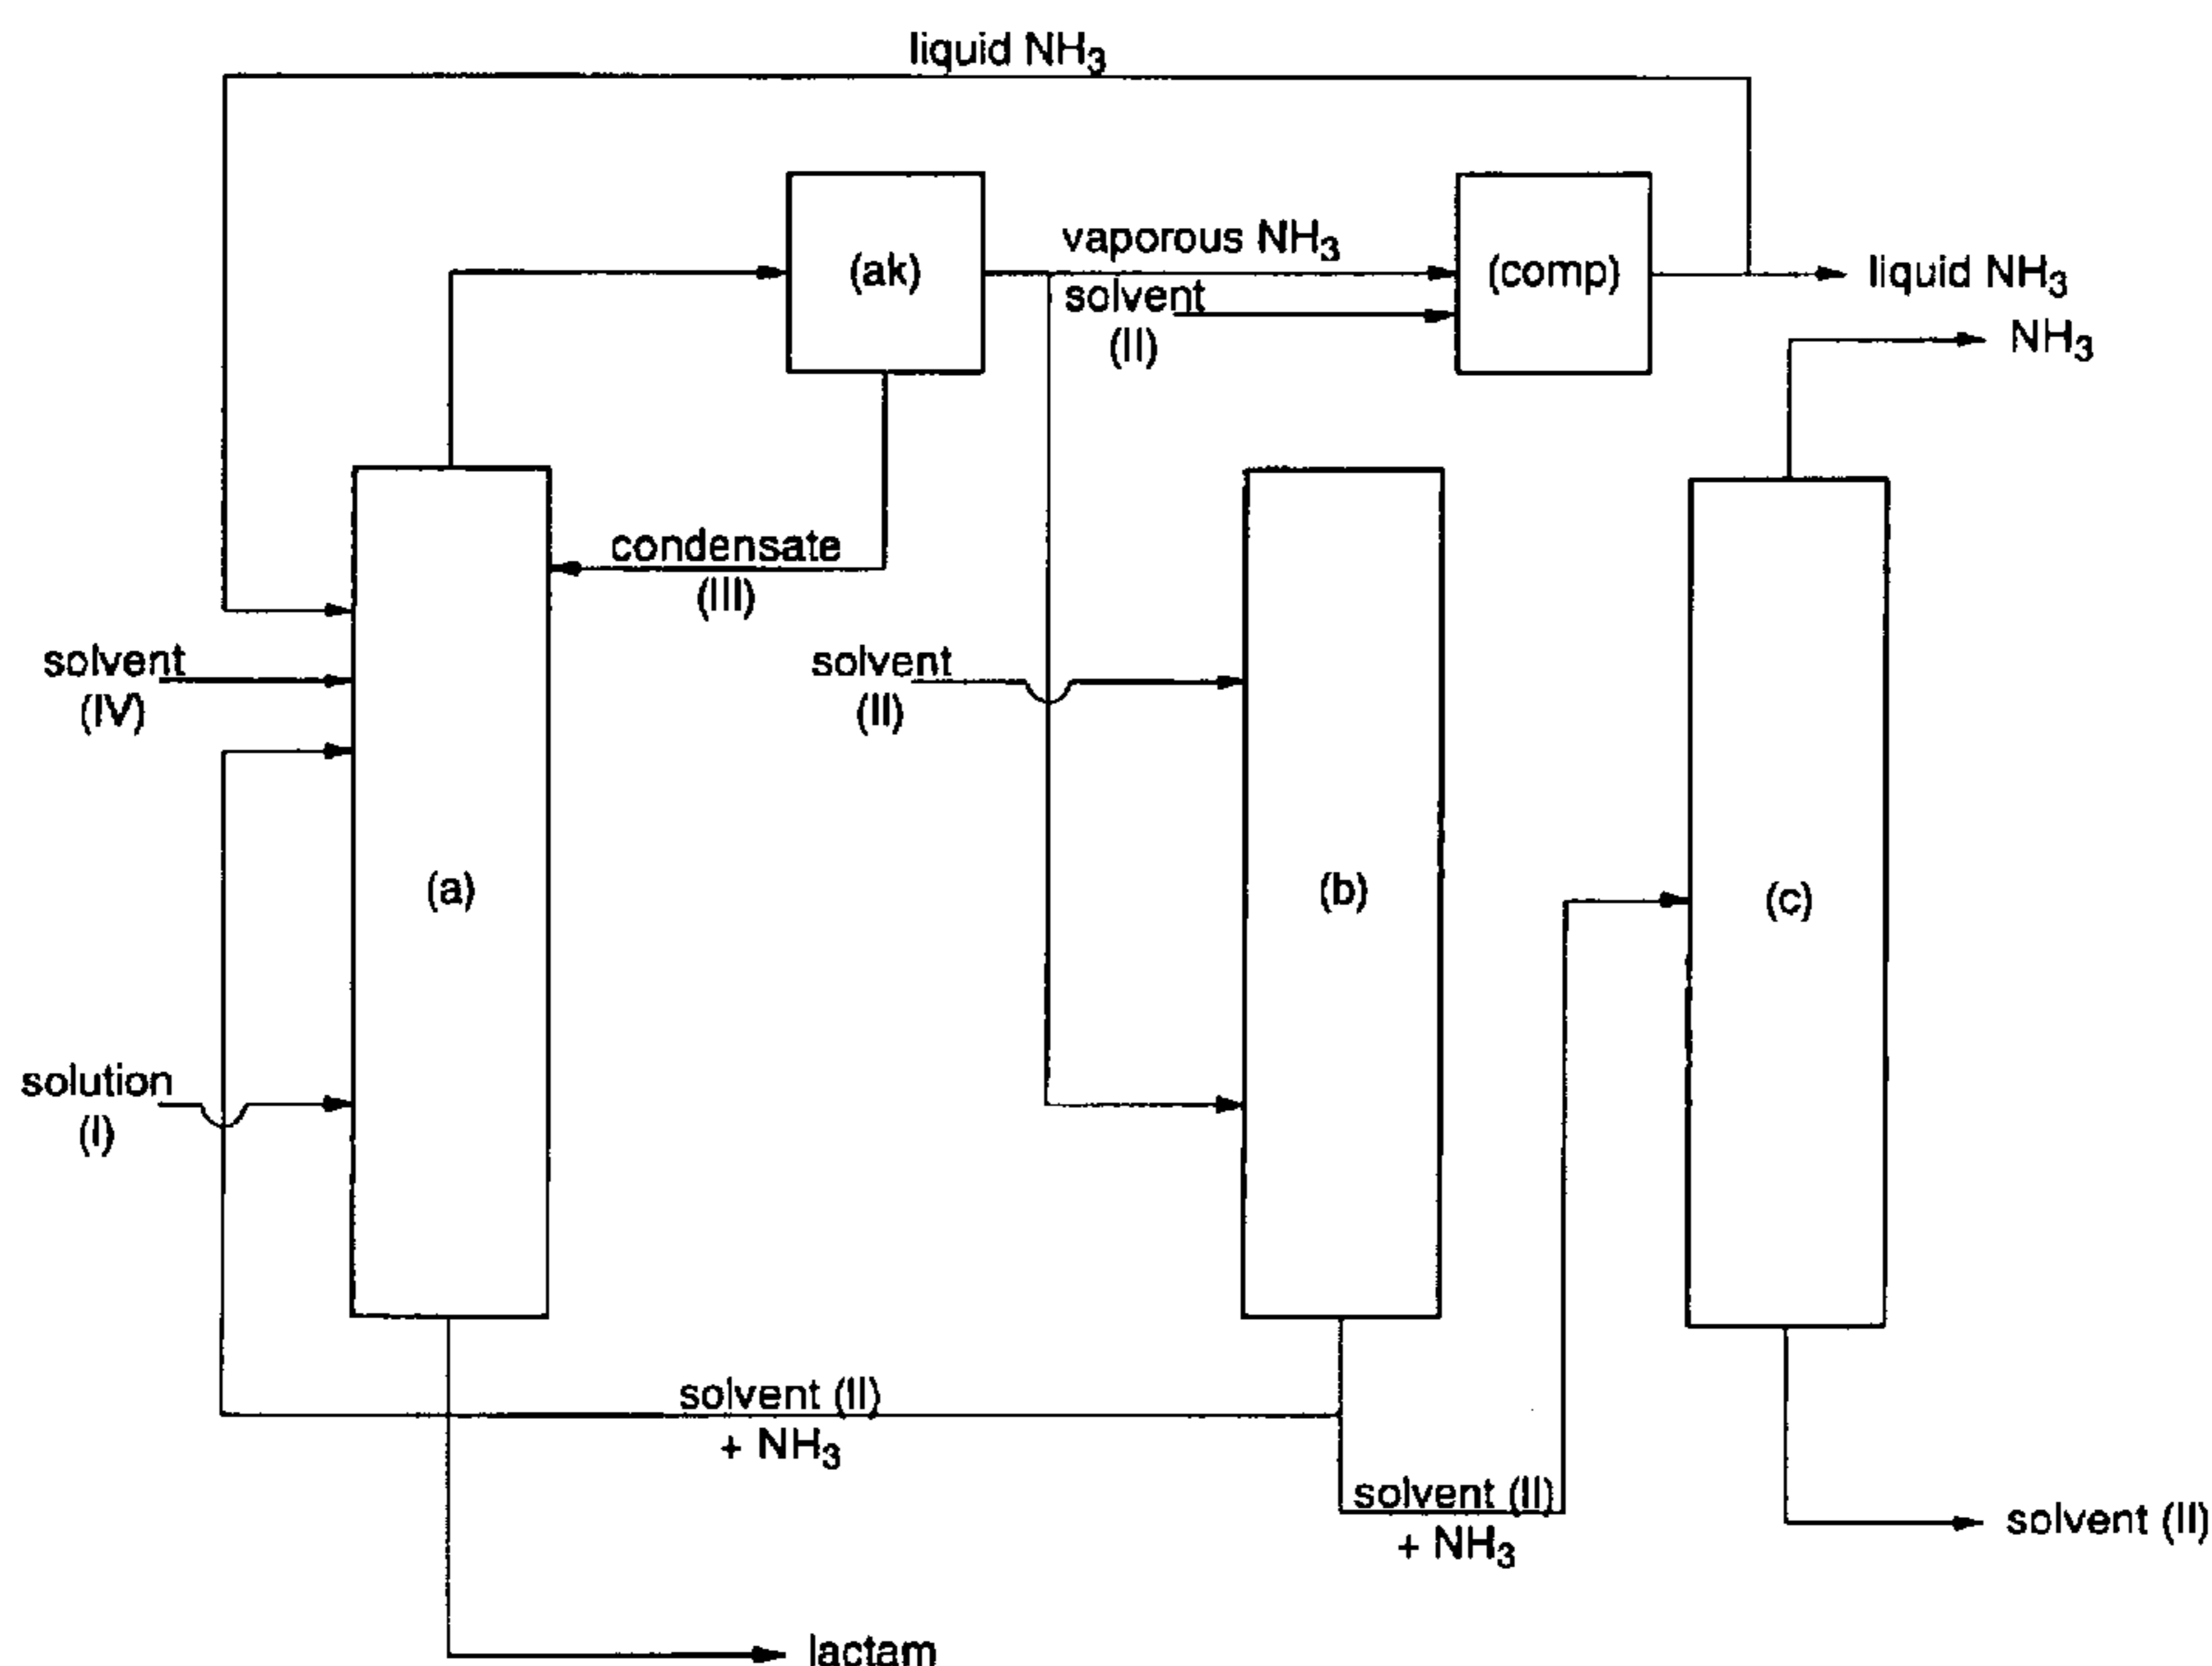 liquid NH3
(ak)
vaporous NH3
solvent
(II)
(comp)
liquid NH3
NH3
condensate
(III)
solvent
(IV)
solvent
(II)
(a)
(b)
(c)
solution
(I)
solvent (II)
+ NH3
solvent (II)
+ NH3
solvent (II)
lactam